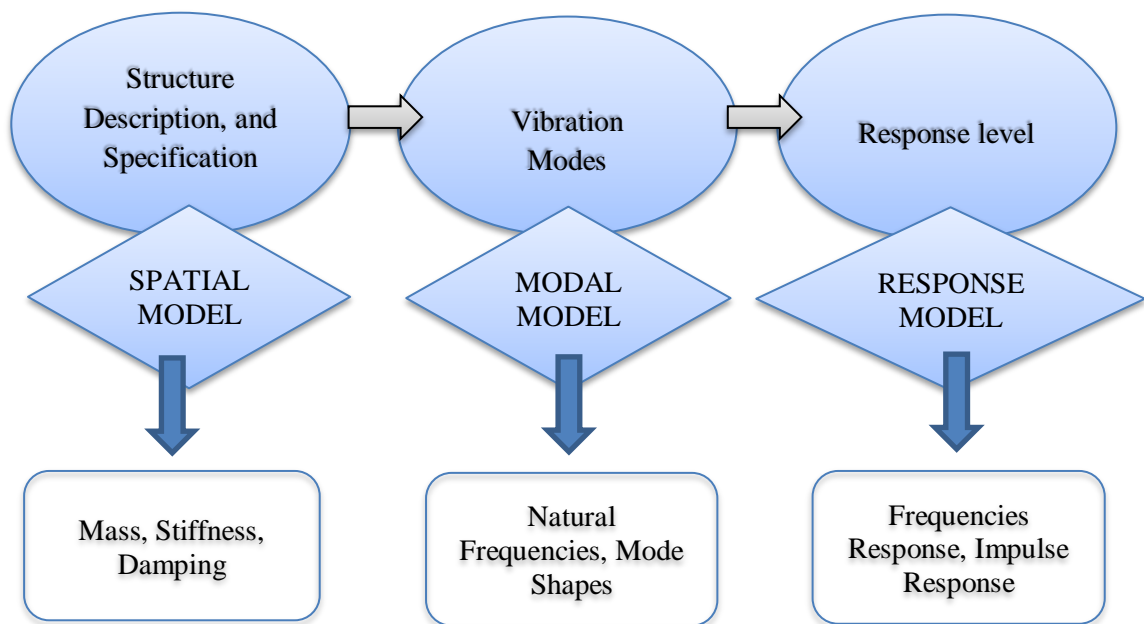 Structure
Description, and
Specification
Vibration
Modes
Response level
SPATIAL
MODEL
MODAL
MODEL
RESPONSE
MODEL
Mass, Stiffness,
Damping
Natural
Frequencies, Mode
Shapes
Frequencies
Response, Impulse
Response